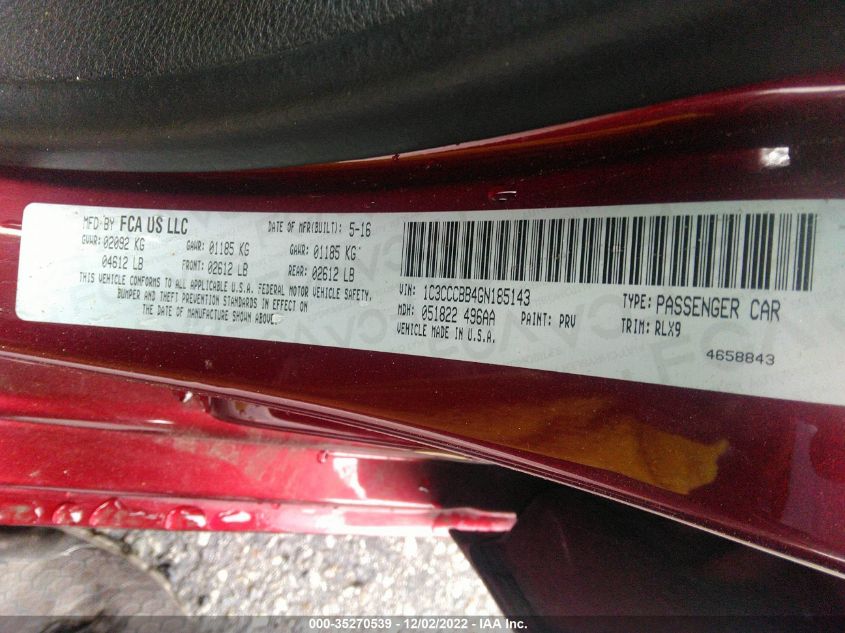 MFD BY FCA US LLC DATE OF MFR(BUILT): 5-16
GVWR: 02092 KG GAWR: 01185 KG GAWR: 01185 KG
04612 LB FRONT: 02612 LB REAR: 02612 LB
THIS VEHICLE CONFORMS TO ALL APPLICABLE U.S.A. FEDERAL MOTOR VEHICLE SAFETY,
BUMPER AND THEFT PREVENTION STANDARDS IN EFFECT ON
THE DATE OF MANUFACTURE SHOWN ABOVE.
VIN: 1C3CCCBB4GN185143 TYPE: PASSENGER CAR
MDH: 051822 496AA PAINT: PRV TRIM: RLX9
VEHICLE MADE IN U.S.A.
4658843
000-35270539 - 12/02/2022 - IAA Inc.